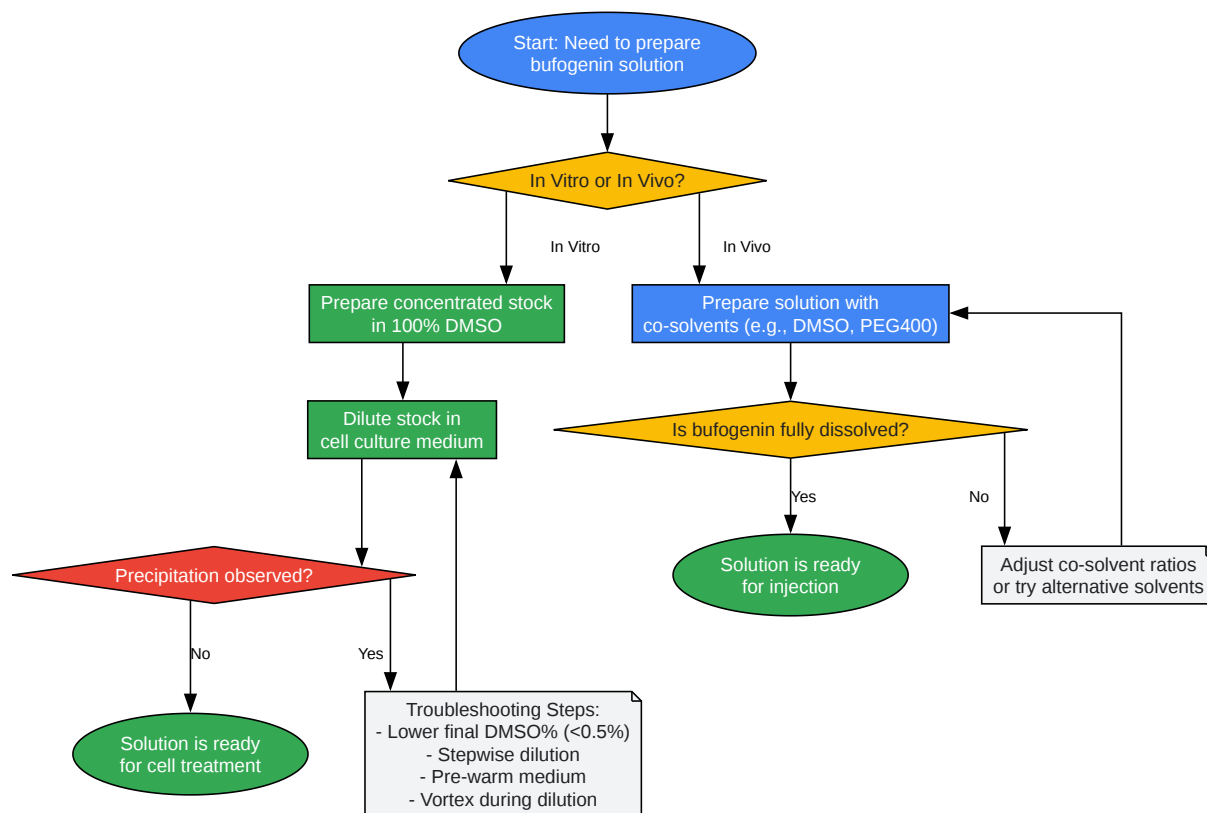 Start: Need to prepare
bufogenin solution
In Vitro or In Vivo?
In Vitro
In Vivo
Prepare concentrated stock
in 100% DMSO
Prepare solution with
co-solvents (e.g., DMSO, PEG400)
Dilute stock in
cell culture medium
Is bufogenin fully dissolved?
Yes
No
Precipitation observed?
Solution is ready
for injection
Adjust co-solvent ratios
or try alternative solvents
No
Yes
Solution is ready
for cell treatment
Troubleshooting Steps:
- Lower final DMSO% (<0.5%)
- Stepwise dilution
- Pre-warm medium
- Vortex during dilution